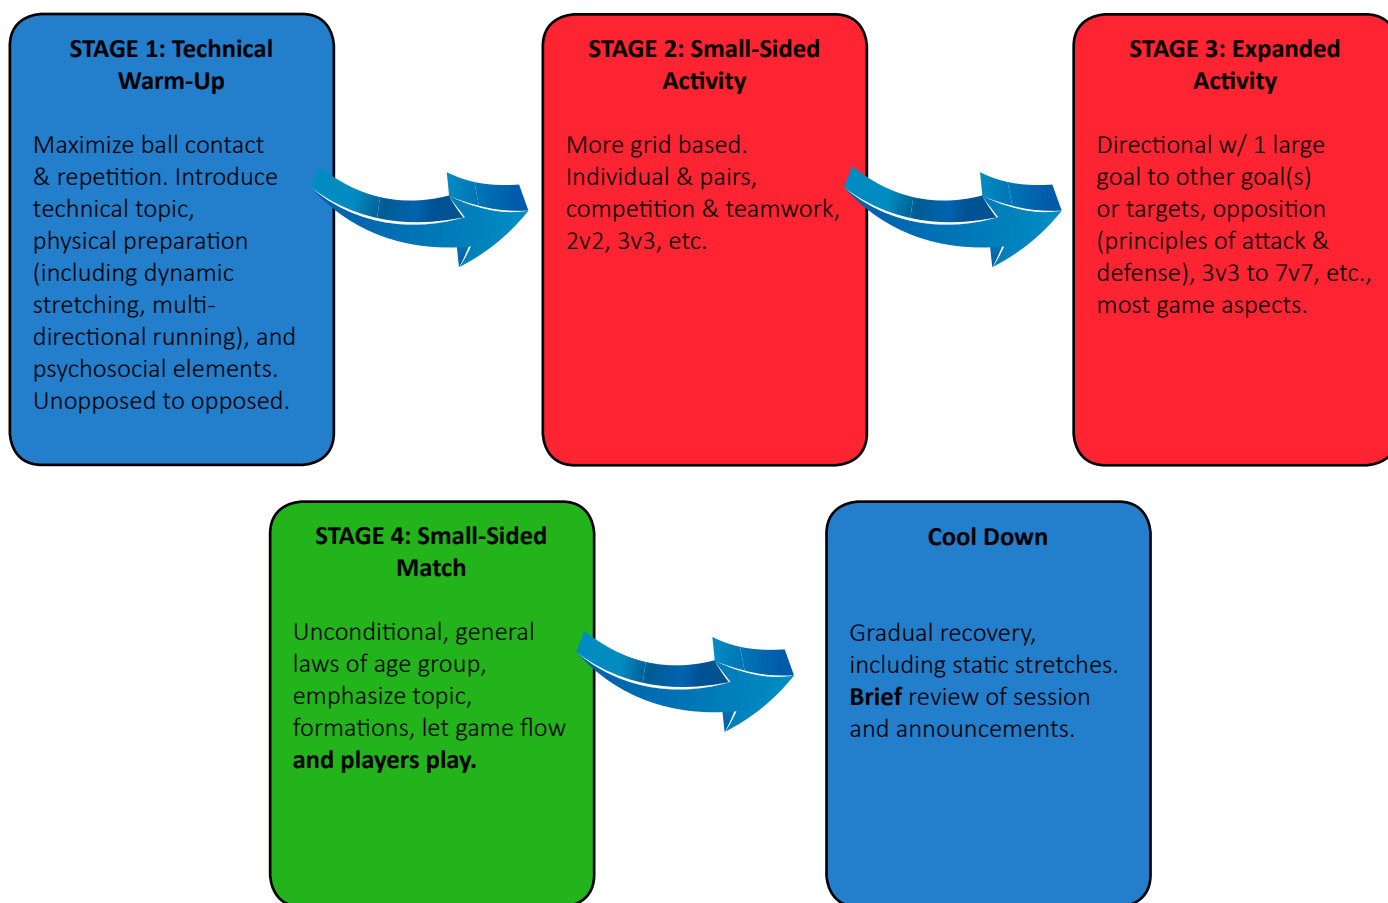 STAGE 1: Technical
Warm-Up
Maximize ball contact
& repetition. Introduce
technical topic,
physical preparation
(including dynamic
stretching, multi-
directional running), and
psychosocial elements.
Unopposed to opposed.
STAGE 2: Small-Sided
Activity
More grid based.
Individual & pairs,
competition & teamwork,
2v2, 3v3, etc.
STAGE 3: Expanded
Activity
Directional w/ 1 large
goal to other goal(s)
or targets, opposition
(principles of attack &
defense), 3v3 to 7v7, etc.,
most game aspects.
STAGE 4: Small-Sided
Match
Unconditional, general
laws of age group,
emphasize topic,
formations, let game flow
and players play.
Cool Down
Gradual recovery,
including static stretches.
Brief review of session
and announcements.